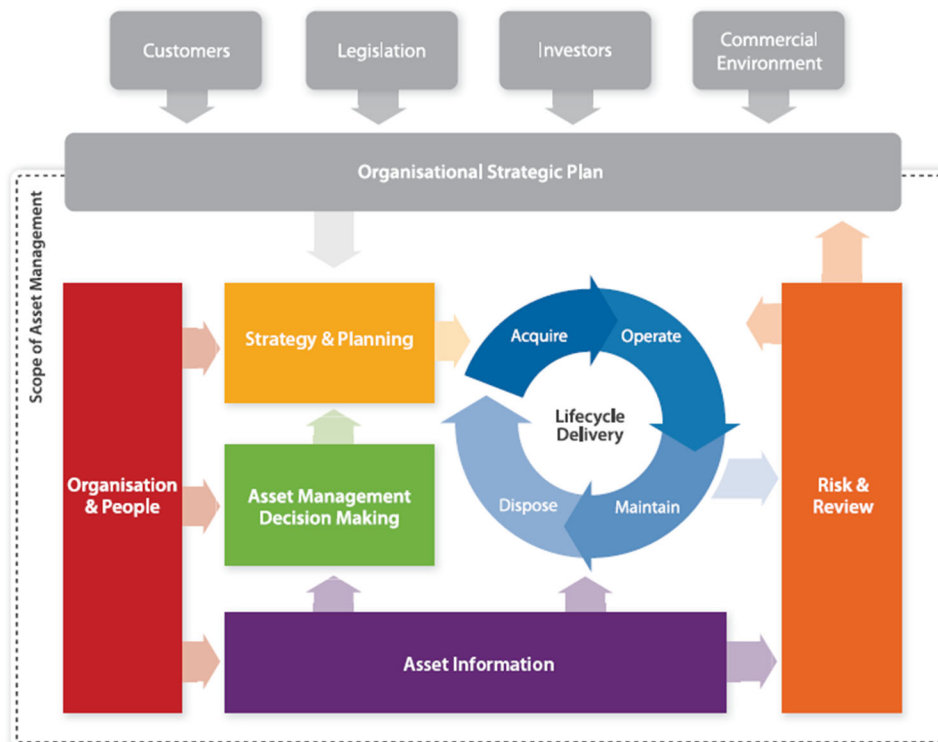 Customers
Legislation
Investors
Commercial
Environment
Organisational Strategic Plan
Scope of Asset Management
Organisation
& People
Strategy & Planning
Asset Management
Decision Making
Acquire
Operate
Lifecycle
Delivery
Dispose
Maintain
Risk &
Review
Asset Information